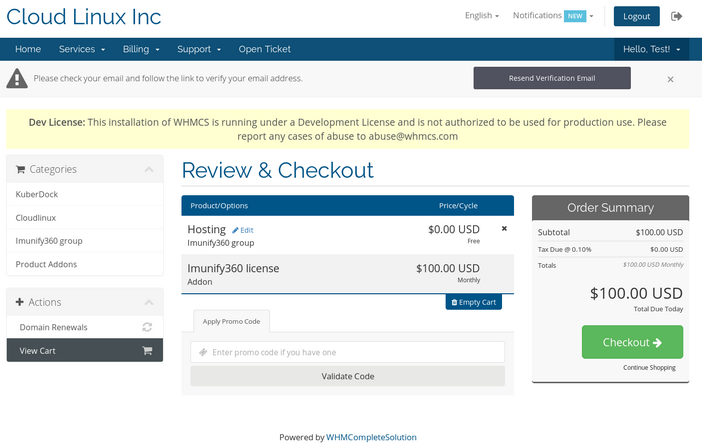 Cloud Linux Inc
English
Notifications NEW
Logout
Home Services Billing Support Open Ticket Hello, Test!
Please check your email and follow the link to verify your email address.
Resend Verification Email
×
Dev License: This installation of WHMCS is running under a Development License and is not authorized to be used for production use. Please
report any cases of abuse to abuse@whmcs.com
Categories
KuberDock
Cloudlinux
Imunify360 group
Product Addons
Actions
Domain Renewals
View Cart
Review & Checkout
Product/Options Price/Cycle
Hosting Edit $0.00 USD
Imunify360 group Free
Imunify360 license $100.00 USD
Addon Monthly
Empty Cart
Apply Promo Code
Enter promo code if you have one
Validate Code
Order Summary
Subtotal $100.00 USD
Tax Due @ 0.10% $0.00 USD
Totals $100.00 USD Monthly
$100.00 USD
Total Due Today
Checkout
Continue Shopping
Powered by WHMCompleteSolution